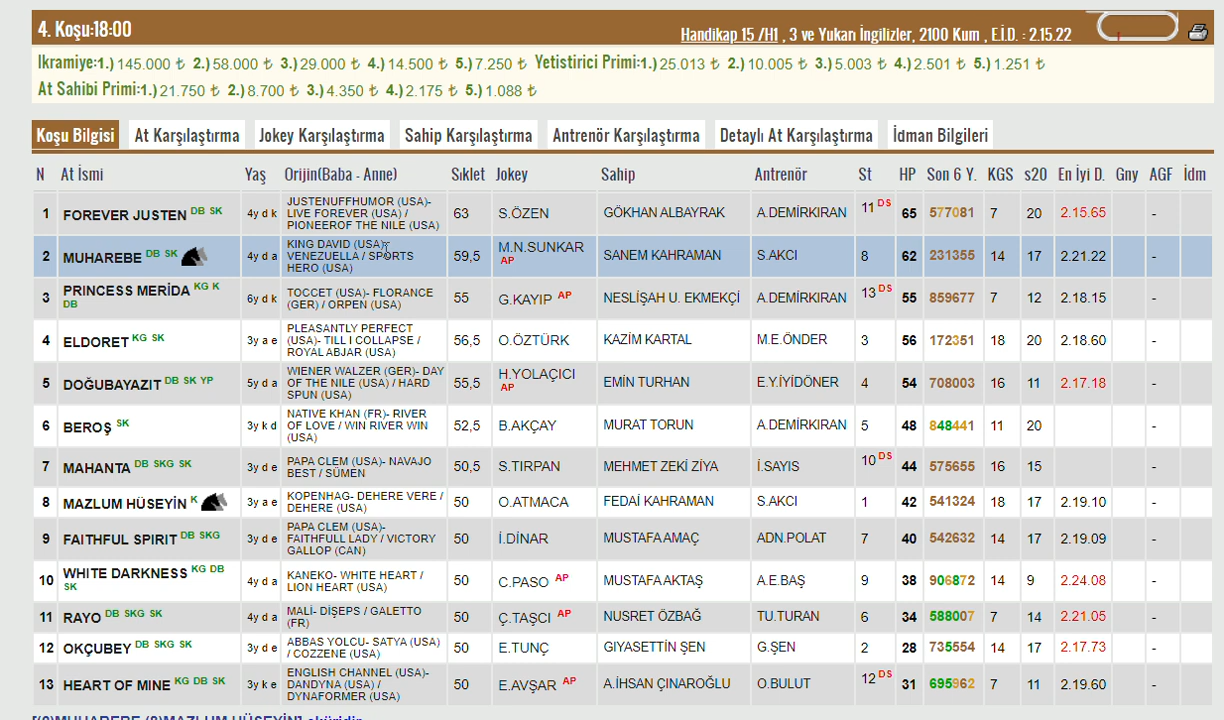 4. Koşu:18:00
Handikap 15 /H1 , 3 ve Yukarı İngilizler, 2100 Kum , E.İ.D. : 2.15.22
Ikramiye:1.) 145.000 ₺ 2.) 58.000 ₺ 3.) 29.000 ₺ 4.) 14.500 ₺ 5.) 7.250 ₺ Yetistirici Primi:1.) 25.013 ₺ 2.) 10.005 ₺ 3.) 5.003 ₺ 4.) 2.501 ₺ 5.) 1.251 ₺
At Sahibi Primi:1.) 21.750 ₺ 2.) 8.700 ₺ 3.) 4.350 ₺ 4.) 2.175 ₺ 5.) 1.088 ₺
Koşu Bilgisi At Karşılaştırma Jokey Karşılaştırma Sahip Karşılaştırma Antrenör Karşılaştırma Detaylı At Karşılaştırma İdman Bilgileri
N At İsmi Yaş Orijin(Baba - Anne) Sıklet Jokey Sahip Antrenör St HP Son 6 Y. KGS s20 En İyi D. Gny AGF İdm
1 FOREVER JUSTEN DB SK 4y d k JUSTENUFFHUMOR (USA)- LIVE FOREVER (USA) / PIONEEROF THE NILE (USA) 63 S.ÖZEN GÖKHAN ALBAYRAK A.DEMİRKIRAN 11 DS 65 577081 7 20 2.15.65 -
2 MUHAREBE DB SK 4y d a KING DAVID (USA)- VENEZUELLA / SPORTS HERO (USA) 59,5 M.N.SUNKAR AP SANEM KAHRAMAN S.AKCI 8 62 231355 14 17 2.21.22 -
3 PRINCESS MERİDA KG K DB 6y d k TOCCET (USA)- FLORANCE (GER) / ORPEN (USA) 55 G.KAYIP AP NESLİŞAH U. EKMEKÇİ A.DEMİRKIRAN 13 DS 55 859677 7 12 2.18.15 -
4 ELDORET KG SK 3y a e PLEASANTLY PERFECT (USA)- TILL I COLLAPSE / ROYAL ABJAR (USA) 56,5 O.ÖZTÜRK KAZİM KARTAL M.E.ÖNDER 3 56 172351 18 20 2.18.60 -
5 DOĞUBAYAZIT DB SK YP 5y d a WIENER WALZER (GER)- DAY OF THE NILE (USA) / HARD SPUN (USA) 55,5 H.YOLAÇICI AP EMIN TURHAN E.Y.İYİDÖNER 4 54 708003 16 11 2.17.18 -
6 BEROŞ SK 3y k d NATIVE KHAN (FR)- RIVER OF LOVE / WIN RIVER WIN (USA) 52,5 B.AKÇAY MURAT TORUN A.DEMİRKIRAN 5 48 848441 11 20 -
7 MAHANTA DB SKG SK 3y d e PAPA CLEM (USA)- NAVAJO BEST / SÜMEN 50,5 S.TIRPAN MEHMET ZEKİ ZİYA İ.SAYIS 10 DS 44 575655 16 15 -
8 MAZLUM HÜSEYİN K 3y a e KOPENHAG- DEHERE VERE / DEHERE (USA) 50 O.ATMACA FEDAİ KAHRAMAN S.AKCI 1 42 541324 18 17 2.19.10 -
9 FAITHFUL SPIRIT DB SKG 3y d e PAPA CLEM (USA)- FAITHFULL LADY / VICTORY GALLOP (CAN) 50 İ.DİNAR MUSTAFA AMAÇ ADN.POLAT 7 40 542632 14 17 2.19.09 -
10 WHITE DARKNESS KG DB SK 4y d a KANEKO- WHITE HEART / LION HEART (USA) 50 C.PASO AP MUSTAFA AKTAŞ A.E.BAŞ 9 38 906872 14 9 2.24.08 -
11 RAYO DB SKG SK 4y d a MALİ- DİŞEPS / GALETTO (FR) 50 Ç.TAŞCI AP NUSRET ÖZBAĞ TU.TURAN 6 34 588007 7 14 2.21.05 -
12 OKÇUBEY DB SKG SK 3y d e ABBAS YOLCU- SATYA (USA) / COZZENE (USA) 50 E.TUNÇ GIYASETTİN ŞEN G.ŞEN 2 28 735554 14 17 2.17.73 -
13 HEART OF MINE KG DB SK 3y k e ENGLISH CHANNEL (USA)- DANDYNA (USA) / DYNAFORMER (USA) 50 E.AVŞAR AP A.İHSAN ÇINAROĞLU O.BULUT 12 DS 31 695962 7 11 2.19.60 -